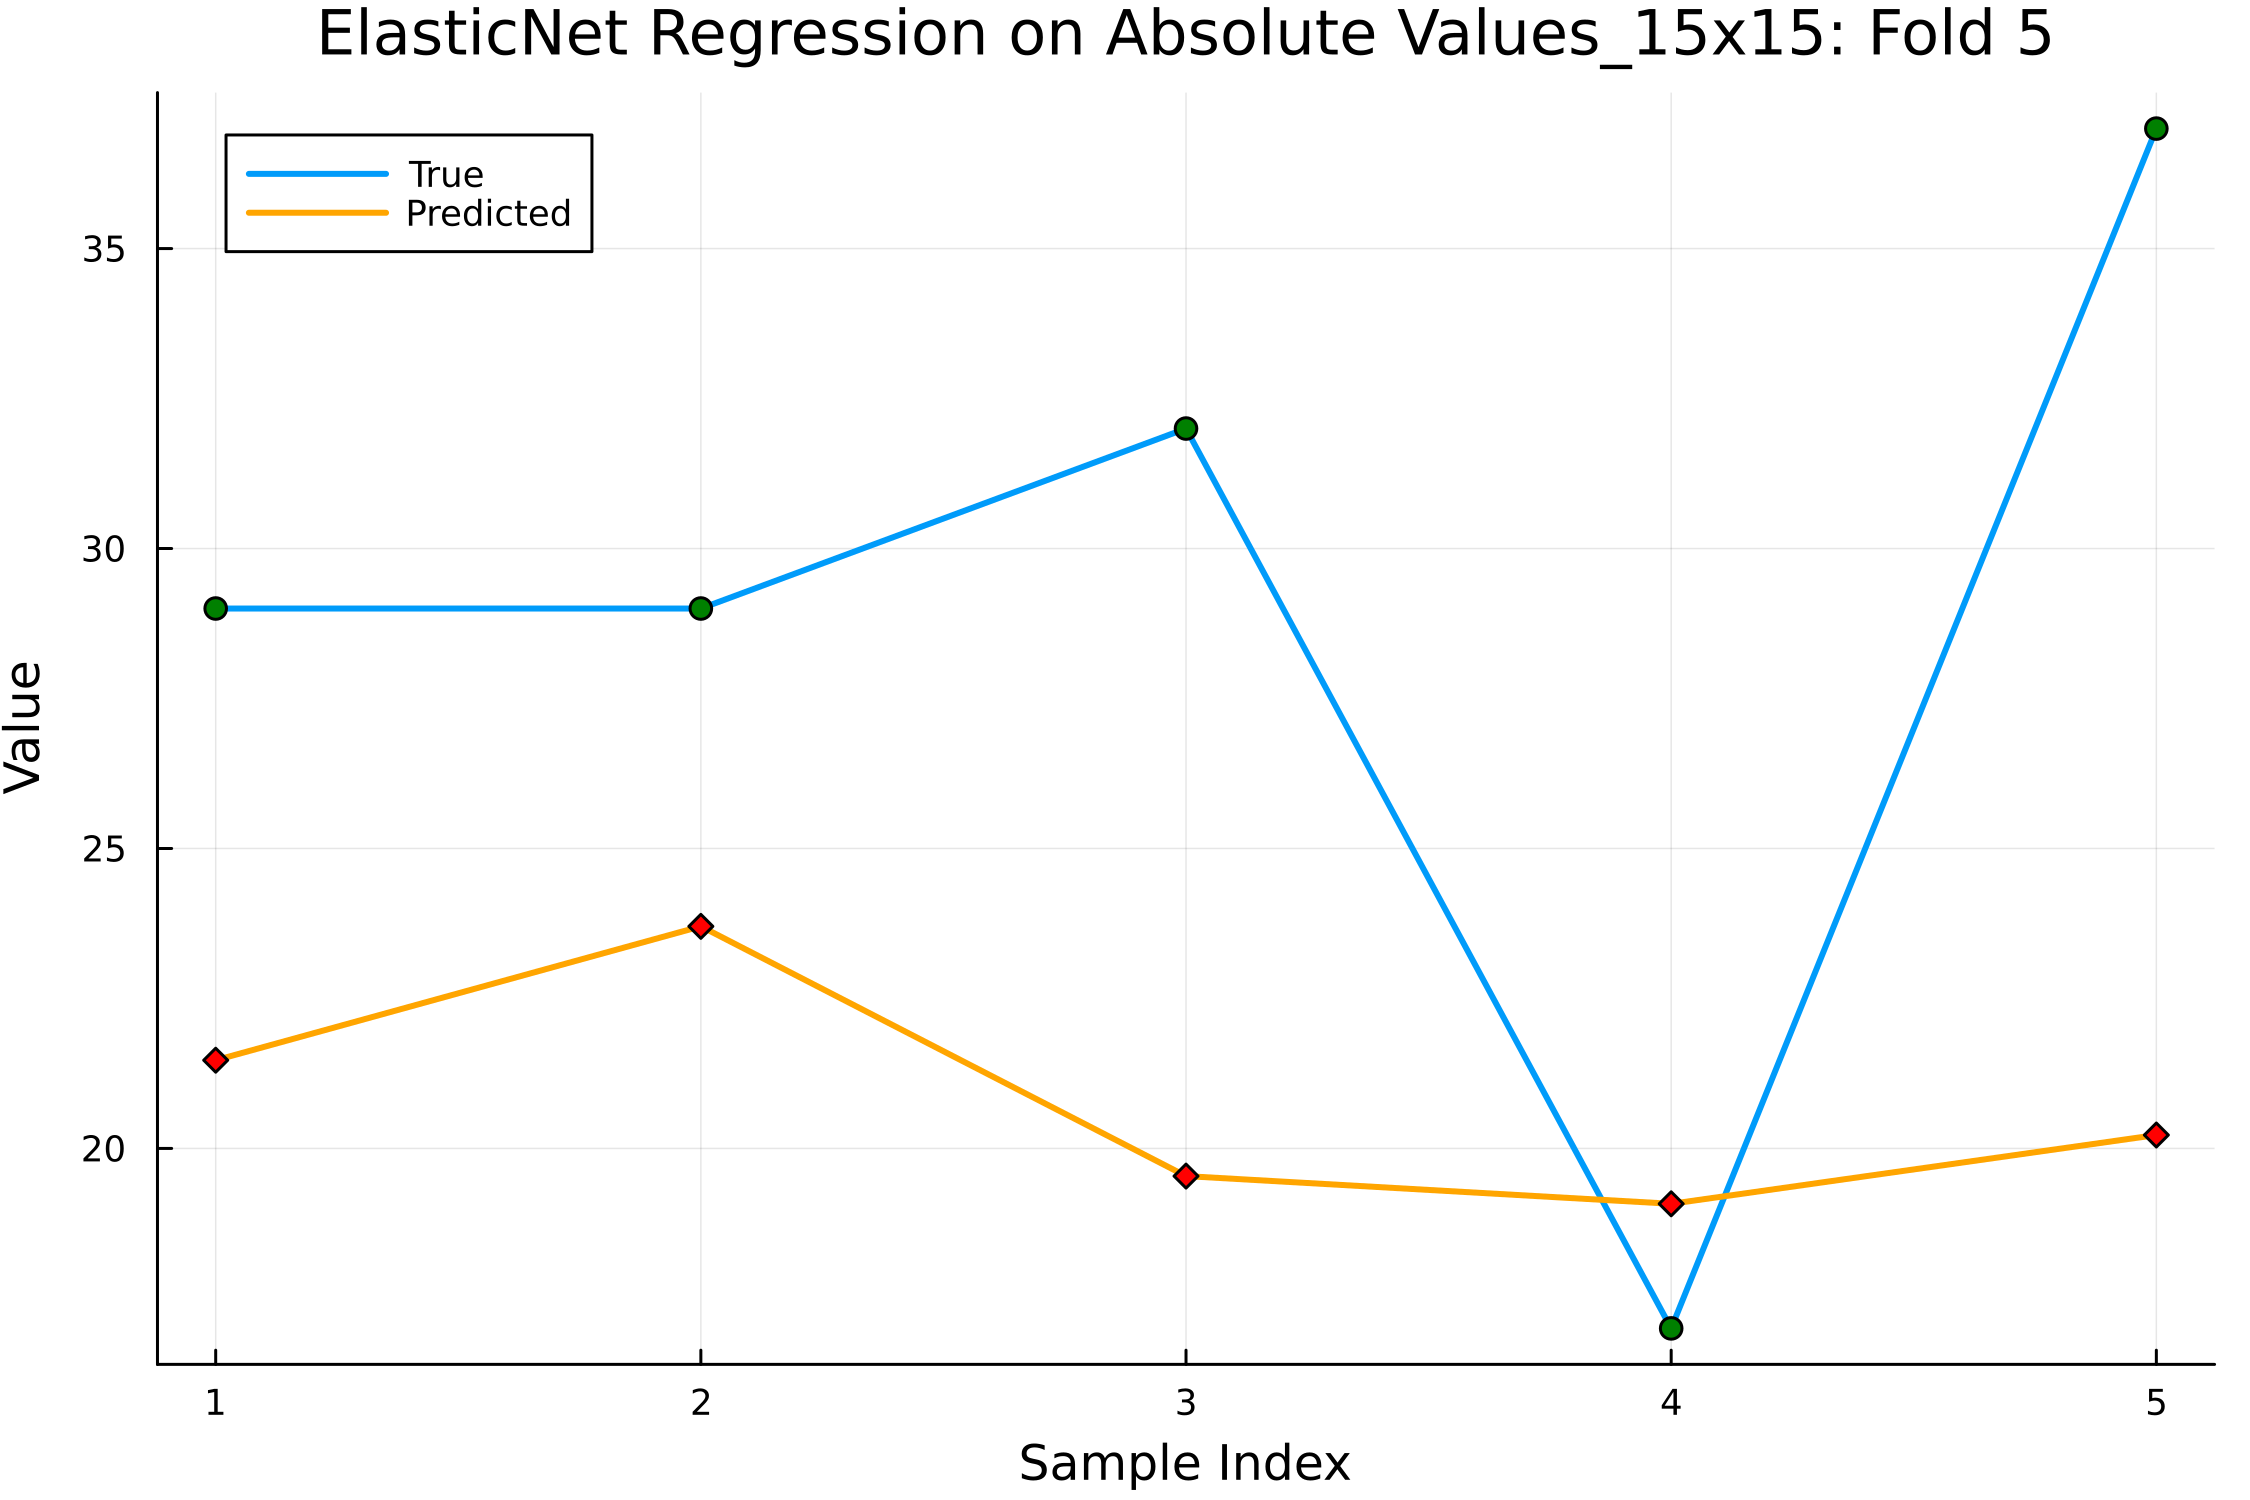 ElasticNet Regression on Absolute Values_15x15: Fold 5
True
Predicted
35
30
25
20
Value
1 2 3 4 5
Sample Index